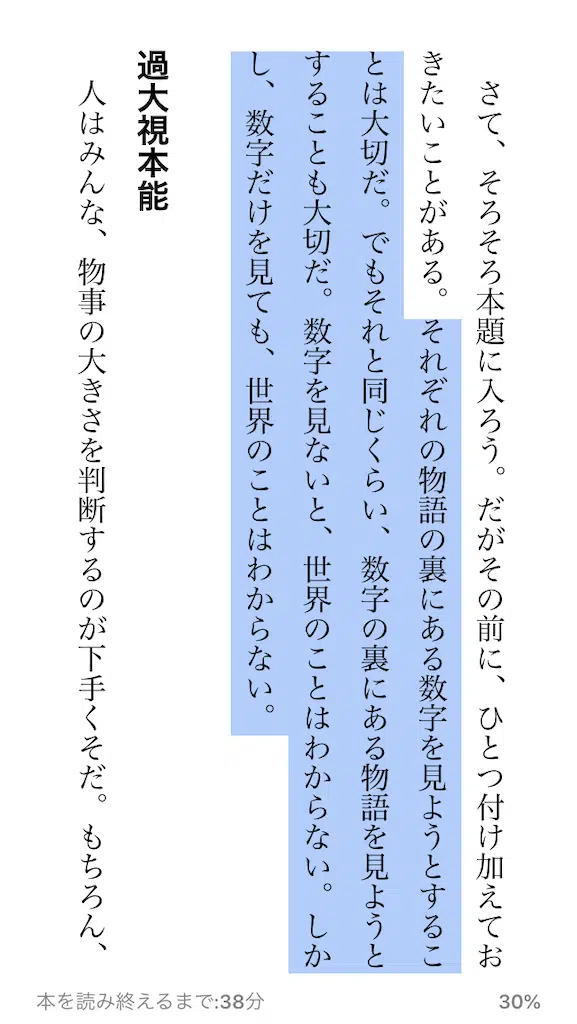 さて、そろそろ本題に入ろう。だがその前に、ひとつ付け加えてお
きたいことがある。それぞれの物語の裏にある数字を見ようとするこ
とは大切だ。でもそれと同じくらい、数字の裏にある物語を見ようと
することも大切だ。数字を見ないと、世界のことはわからない。しか
し、数字だけを見ても、世界のことはわからない。
過大視本能
人はみんな、物事の大きさを判断するのが下手くそだ。もちろん、
本を読み終えるまで:38分
30%